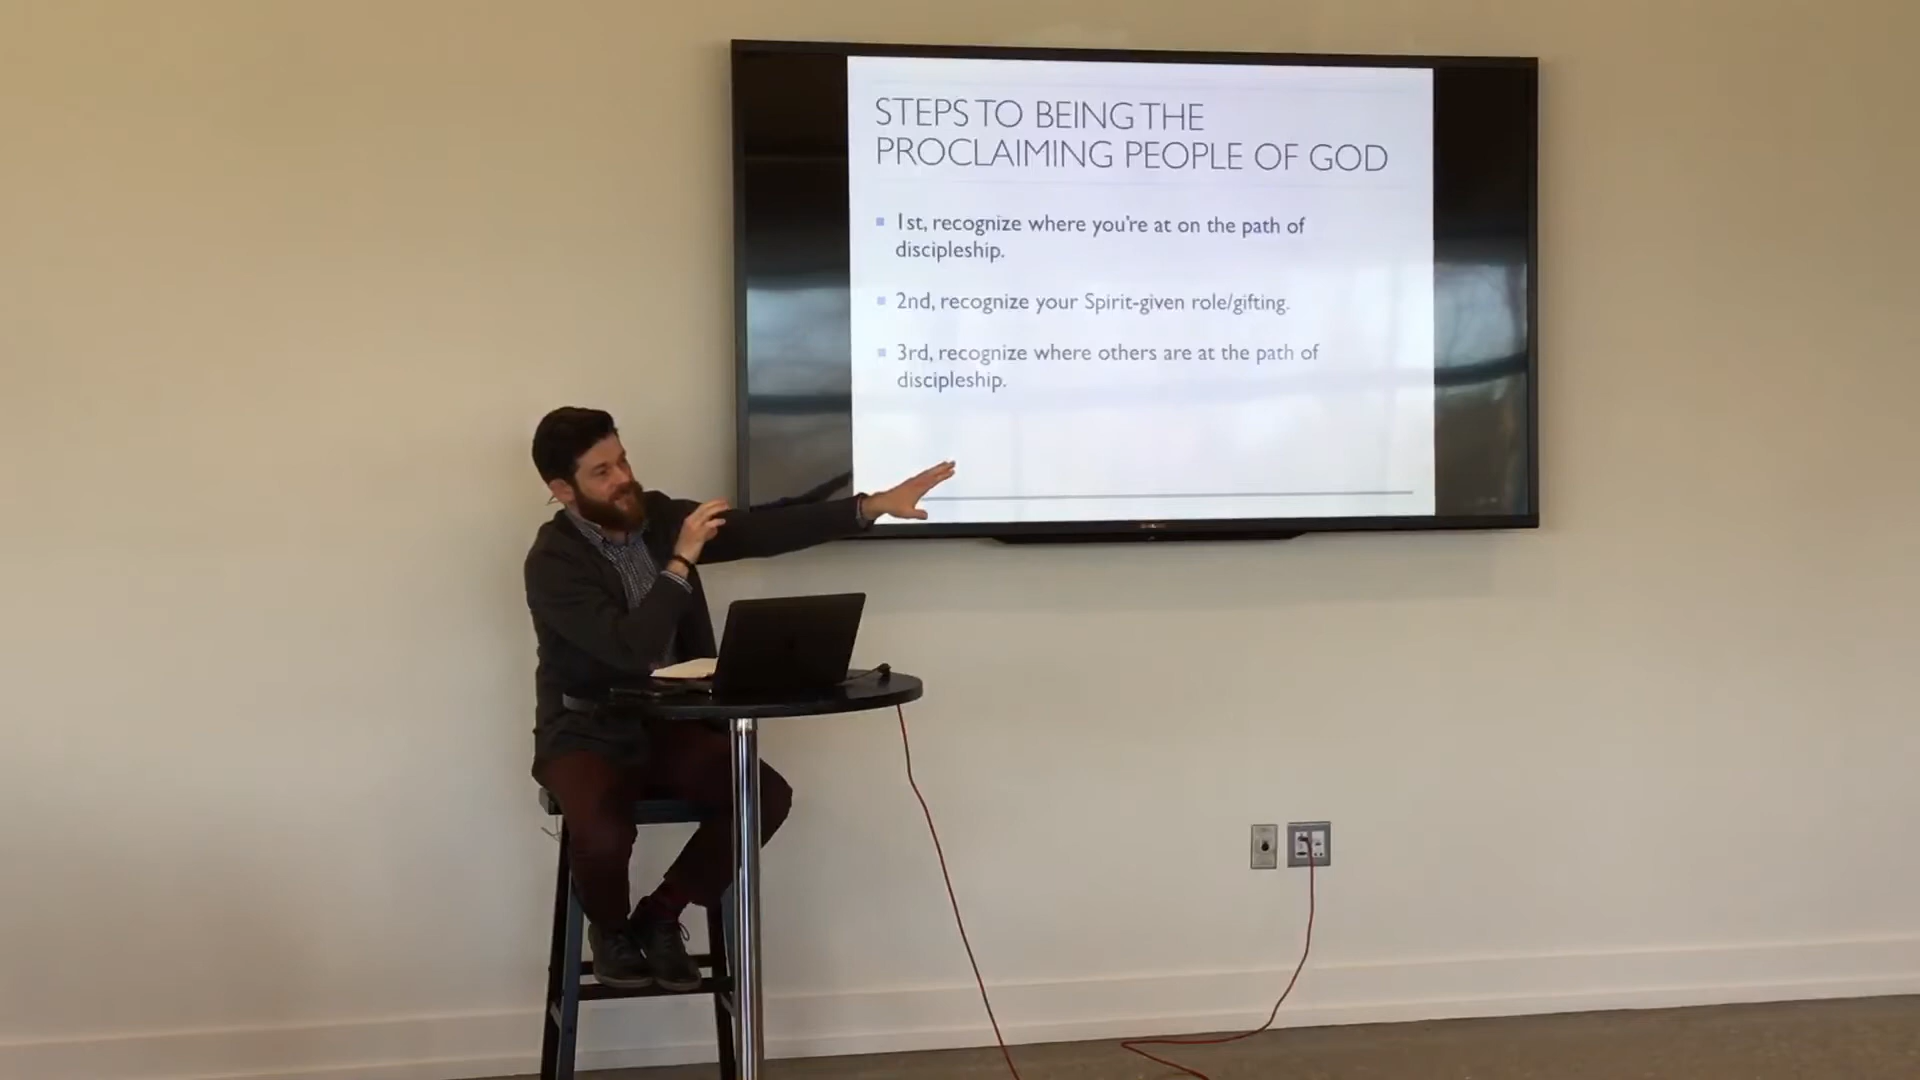 STEPS TO BEING THE
PROCLAIMING PEOPLE OF GOD
1st, recognize where you're at on the path of
discipleship.
2nd, recognize your Spirit-given role/gifting.
3rd, recognize where others are at the path of
discipleship.